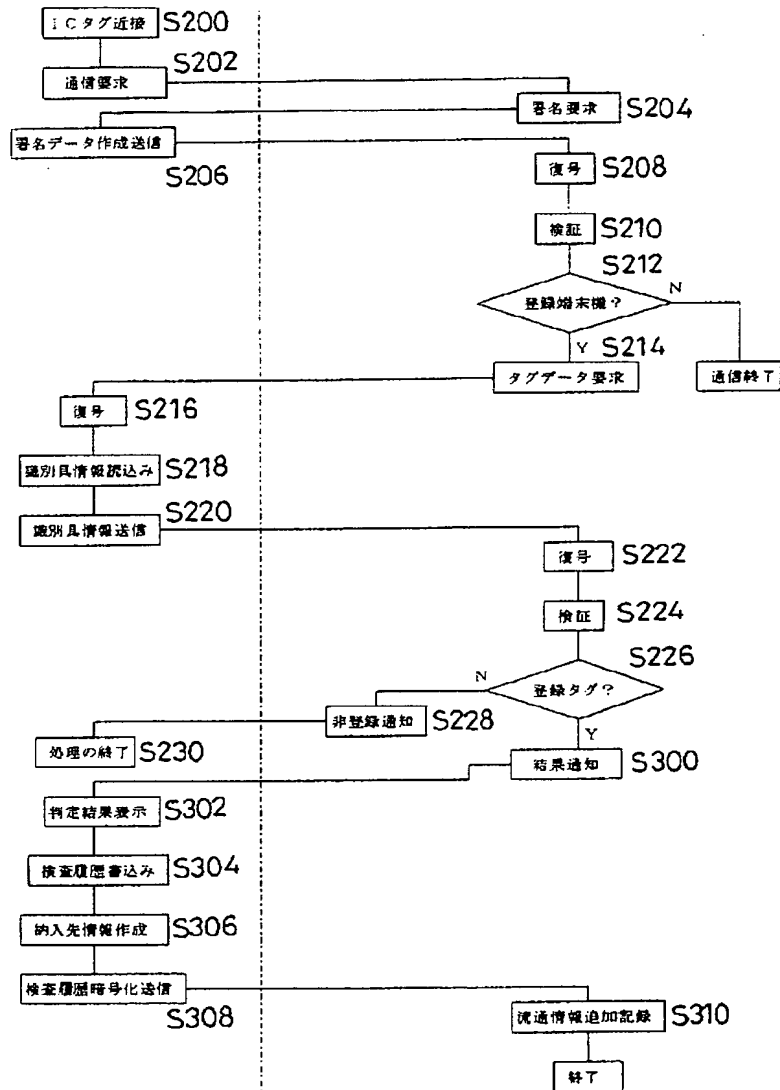 ICタグ近接 S200
通信要求 S202
署名要求 S204
署名データ作成送信 S206
復号 S208
検証 S210
S212
登録端末機?
N
Y
S214
タグデータ要求
通信終了
復号 S216
識別具情報読込み S218
識別具情報送信 S220
復号 S222
検証 S224
S226
登録タグ?
N
Y
非登録通知 S228
処理の終了 S230
結果通知 S300
判定結果表示 S302
検査履歴書込み S304
納入先情報作成 S306
検査履歴暗号化送信 S308
流通情報追加記録 S310
終了